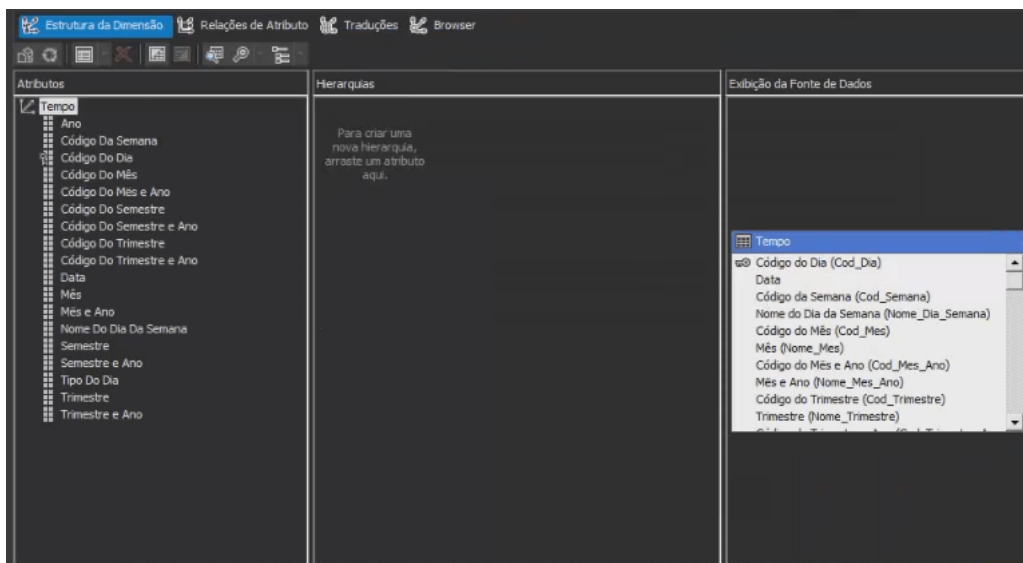 Estrutura da Dimensão Relações de Atributo Traduções Browser
Atributos
Tempo
Ano
Código Da Semana
Código Do Dia
Código Do Mês
Código Do Mes e Ano
Código Do Semestre
Código Do Semestre e Ano
Código Do Trimestre
Código Do Trimestre e Ano
Data
Mês
Mês e Ano
Nome Do Dia Da Semana
Semestre
Semestre e Ano
Tipo Do Dia
Trimestre
Trimestre e Ano
Hierarquias
Para criar uma
nova hierarquia,
arraste um atributo
aqui.
Exibição da Fonte de Dados
Tempo
Código do Dia (Cod_Dia)
Data
Código da Semana (Cod_Semana)
Nome do Dia da Semana (Nome_Dia_Semana)
Código do Mês (Cod_Mes)
Mês (Nome_Mes)
Código do Mês e Ano (Cod_Mes_Ano)
Mês e Ano (Nome_Mes_Ano)
Código do Trimestre (Cod_Trimestre)
Trimestre (Nome_Trimestre)